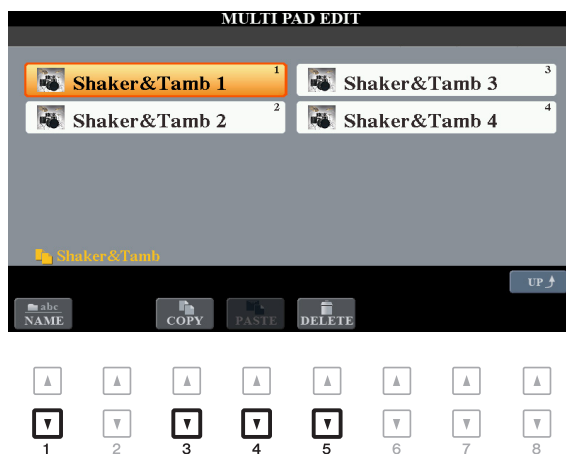 MULTI PAD EDIT
Shaker&Tamb 1 1
Shaker&Tamb 3 3
Shaker&Tamb 2 2
Shaker&Tamb 4 4
Shaker&Tamb
UP
abc
NAME
COPY
PASTE
DELETE
1 2 3 4 5 6 7 8